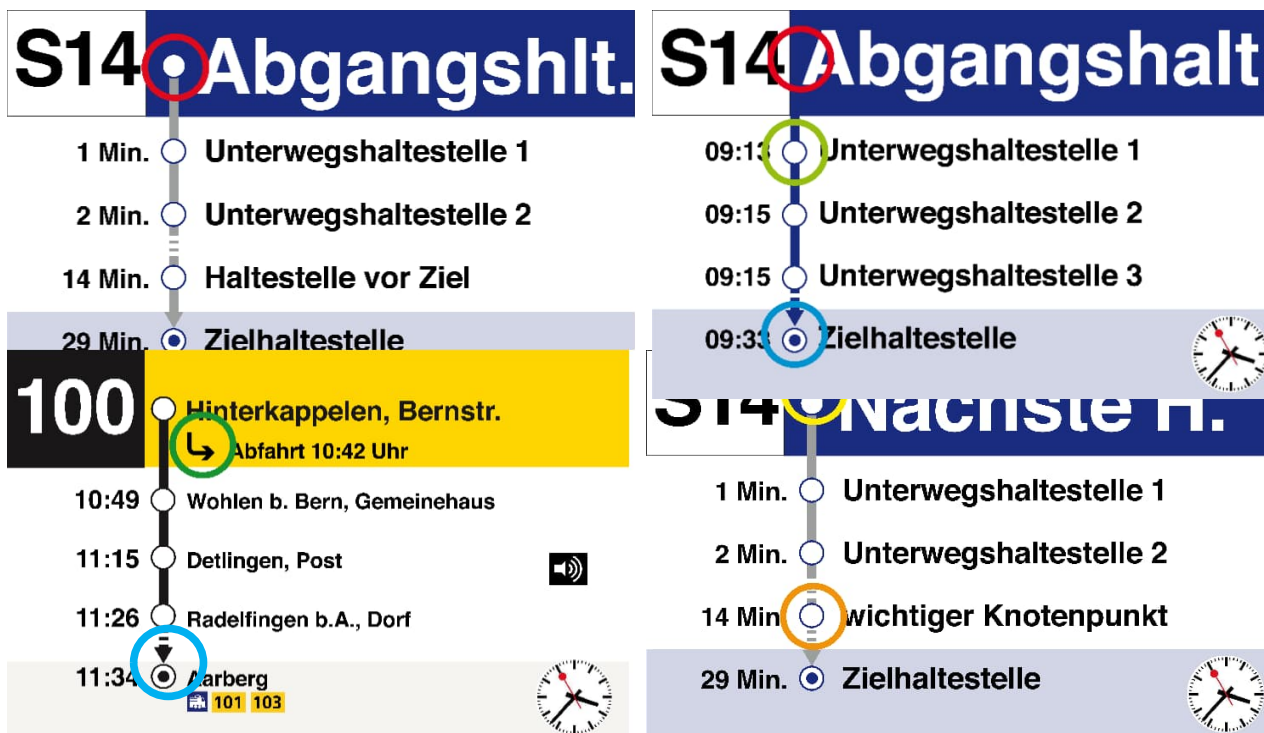 S14 Abgangshlt.
1 Min. Unterwegshaltestelle 1
2 Min. Unterwegshaltestelle 2
14 Min. Haltestelle vor Ziel
29 Min. Zielhaltestelle
S14 Abgangshalt
09:13 Unterwegshaltestelle 1
09:15 Unterwegshaltestelle 2
09:15 Unterwegshaltestelle 3
09:33 Zielhaltestelle
100 Hinterkappelen, Bernstr.
Abfahrt 10:42 Uhr
10:49 Wohlen b. Bern, Gemeinehaus
11:15 Detlingen, Post
11:26 Radelfingen b.A., Dorf
11:34 Aarberg
101 103
S14 Nächste H.
1 Min. Unterwegshaltestelle 1
2 Min. Unterwegshaltestelle 2
14 Min wichtiger Knotenpunkt
29 Min. Zielhaltestelle